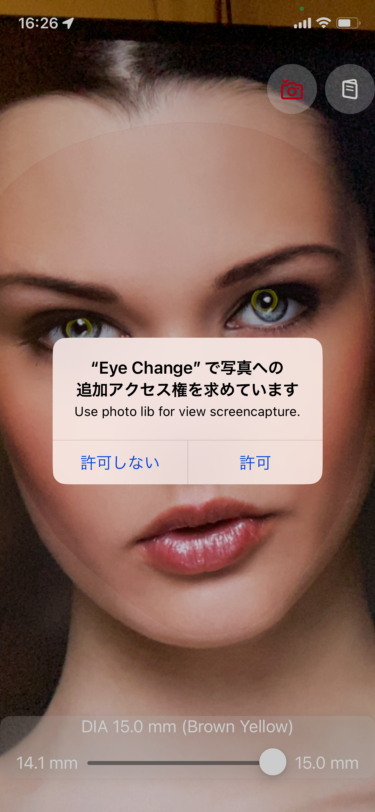 16:26
“Eye Change” で写真への
追加アクセス権を求めています
Use photo lib for view screencapture.
許可しない 許可
DIA 15.0 mm (Brown Yellow)
14.1 mm 15.0 mm